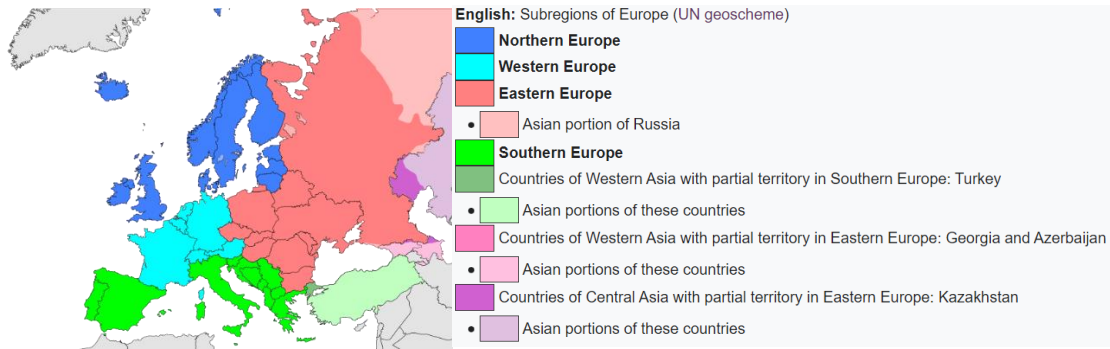 English: Subregions of Europe (UN geoscheme)
Northern Europe
Western Europe
Eastern Europe
Asian portion of Russia
Southern Europe
Countries of Western Asia with partial territory in Southern Europe: Turkey
Asian portions of these countries
Countries of Western Asia with partial territory in Eastern Europe: Georgia and Azerbaijan
Asian portions of these countries
Countries of Central Asia with partial territory in Eastern Europe: Kazakhstan
Asian portions of these countries